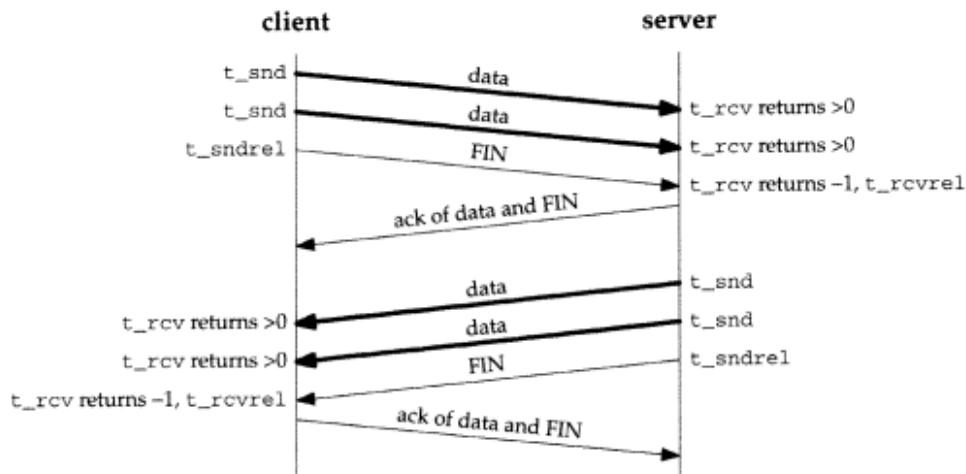 client server
t_snd data
t_rcv returns >0
t_snd data
t_rcv returns >0
t_sndrel FIN
t_rcv returns –1, t_rcvrel
ack of data and FIN
data t_snd
t_rcv returns >0
data t_snd
t_rcv returns >0
FIN t_sndrel
t_rcv returns –1, t_rcvrel
ack of data and FIN